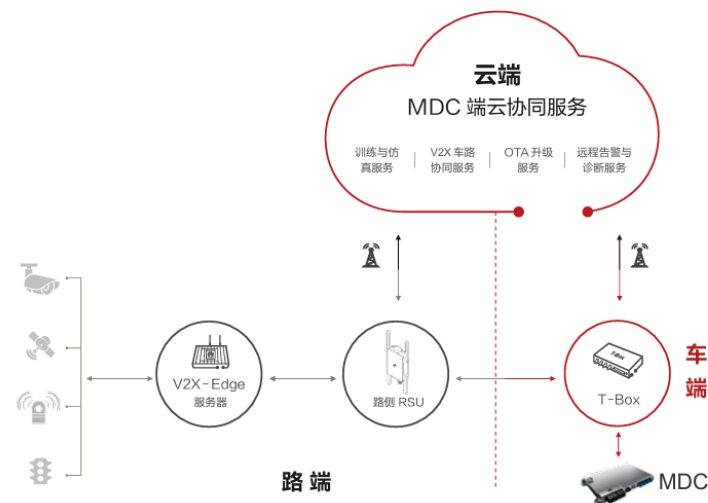 云端
MDC 端云协同服务
训练与仿
真服务
V2X 车路
协同服务
OTA 升级
服务
远程告警与
诊断服务
V2X-Edge
服务器
路侧 RSU
T-Box
T-Box
车
端
路 端
MDC